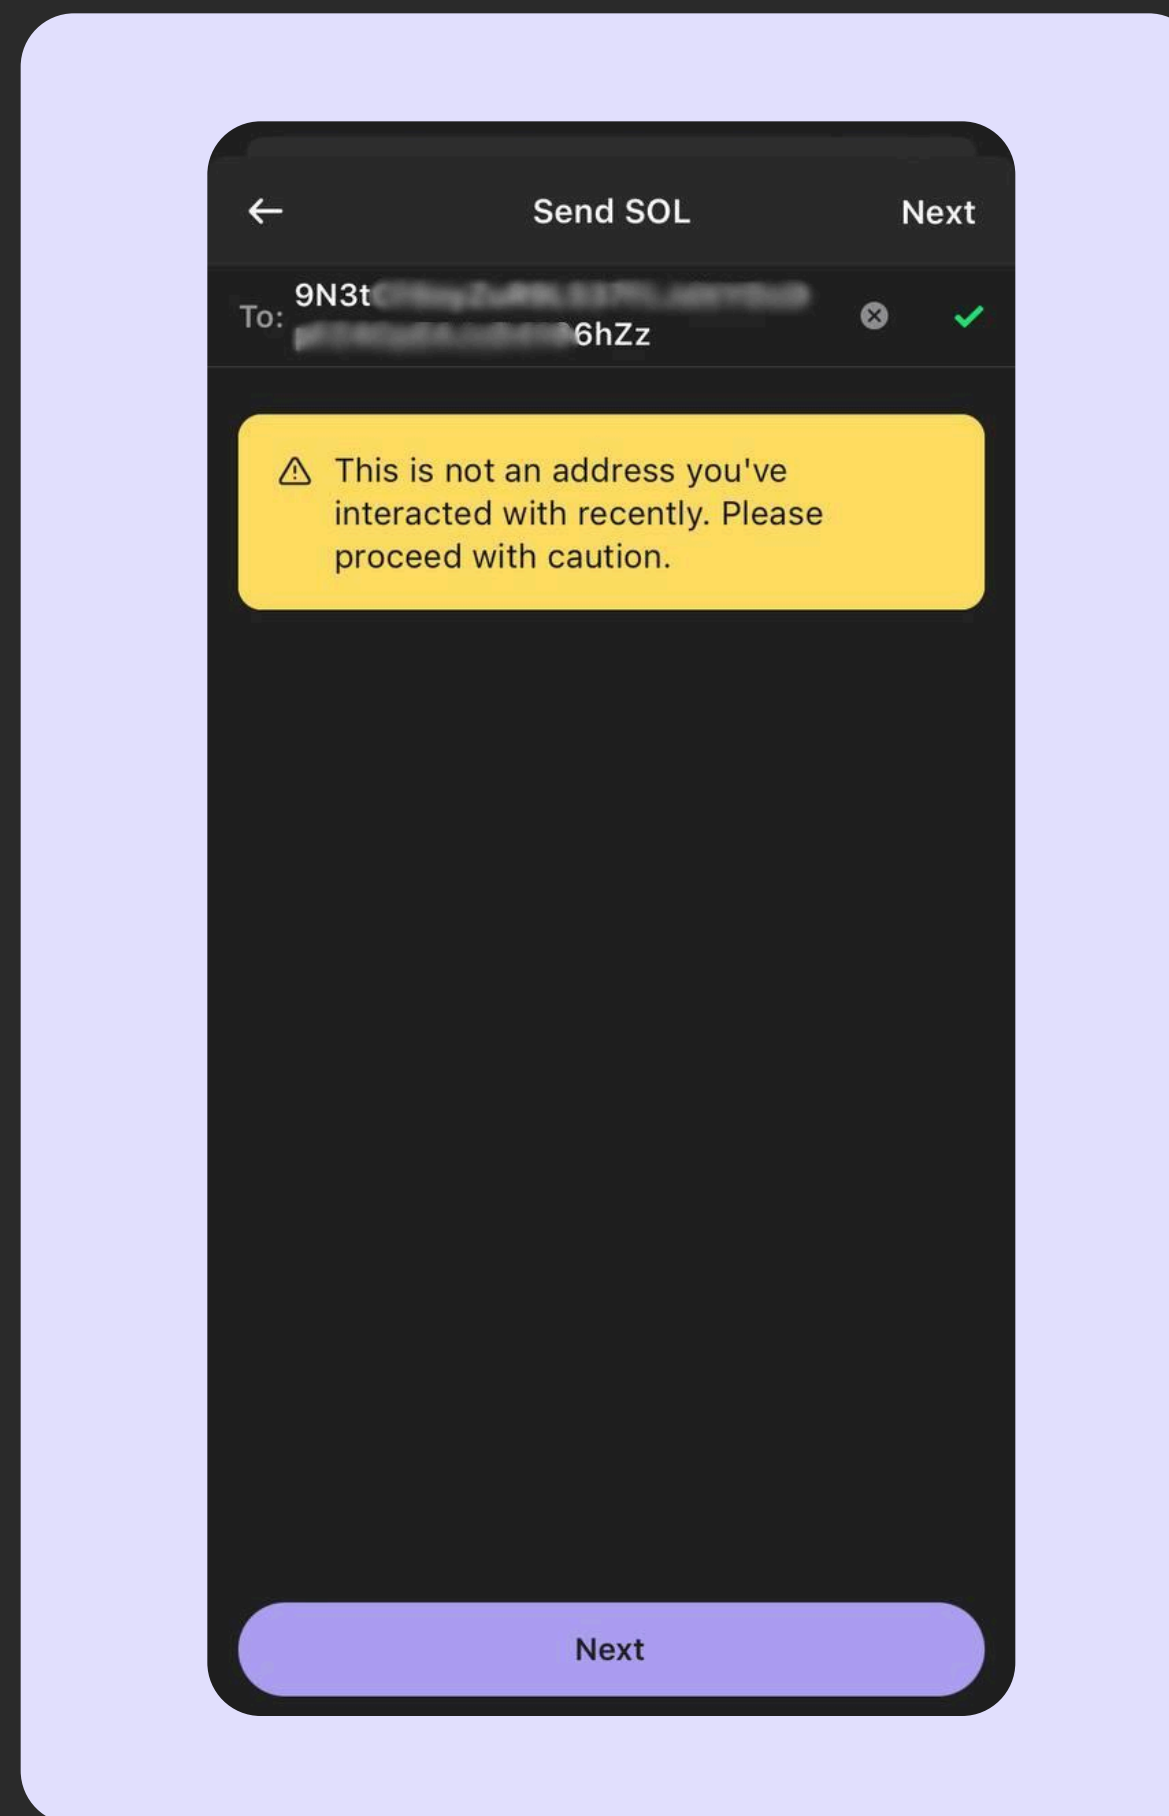 Send SOL
Next
To:
9N3t
6hZz
This is not an address you've
interacted with recently. Please
proceed with caution.
Next